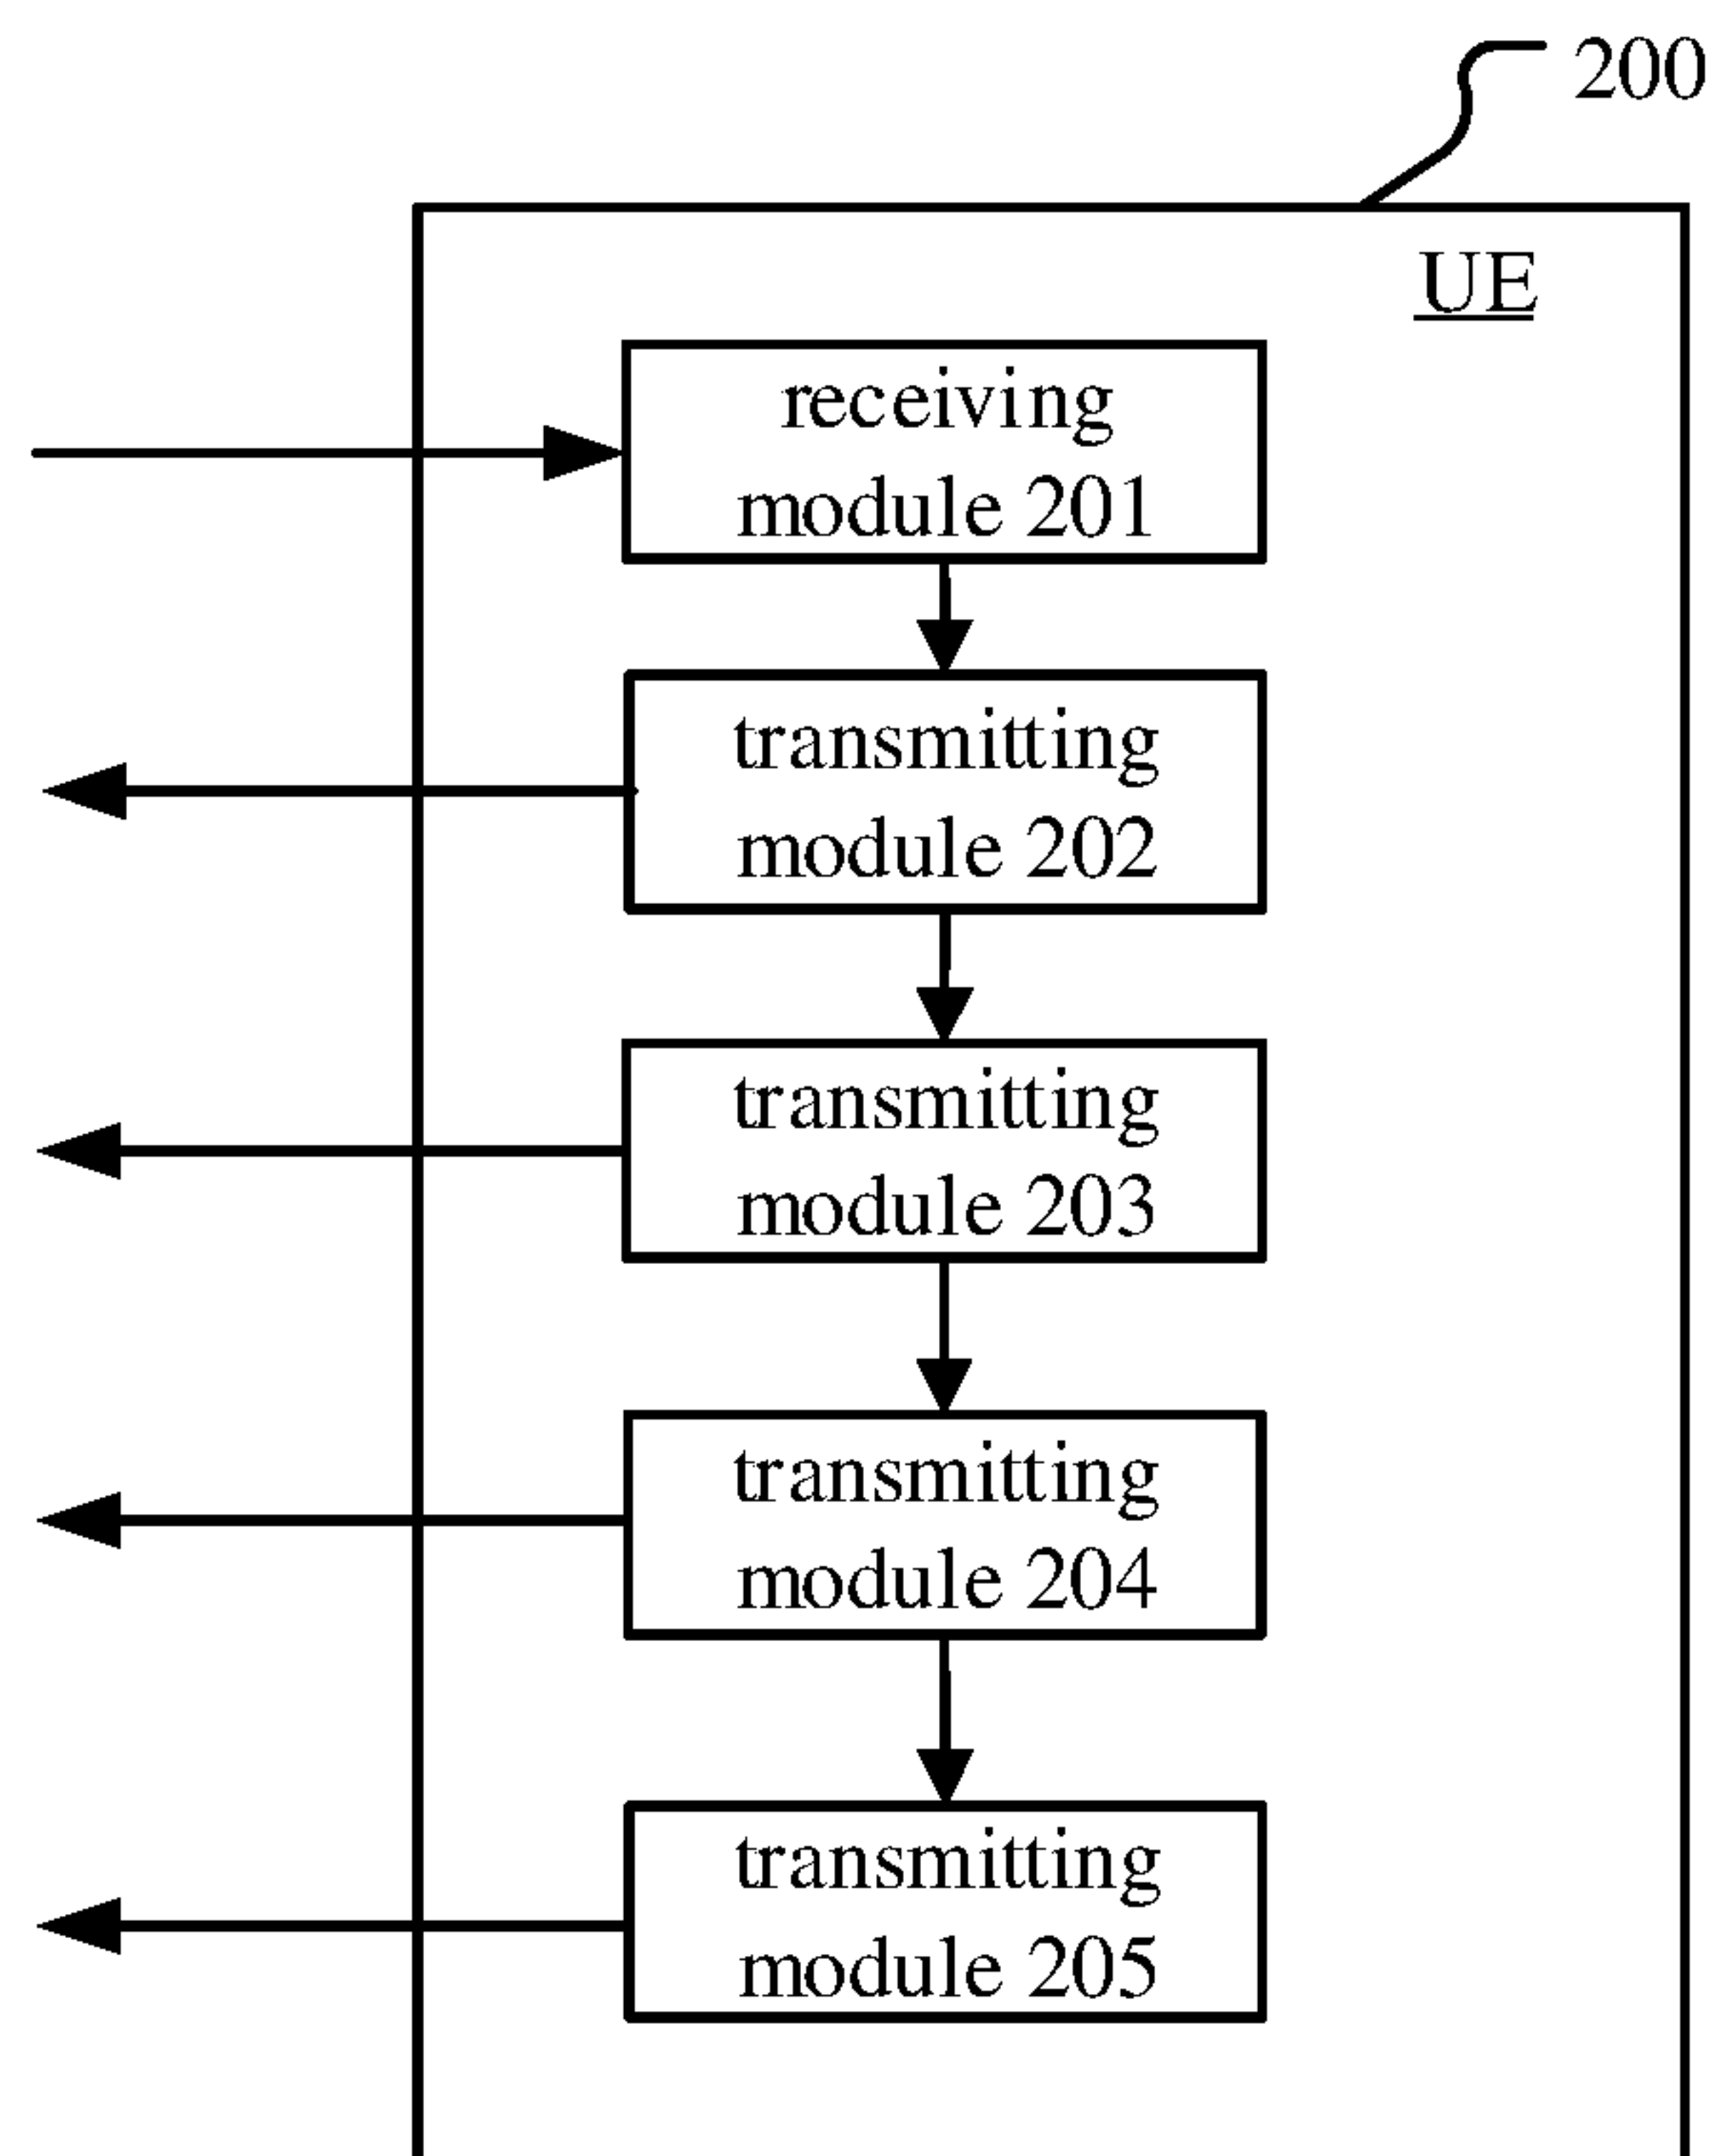 200
UE
receiving
module 201
transmitting
module 202
transmitting
module 203
transmitting
module 204
transmitting
module 205